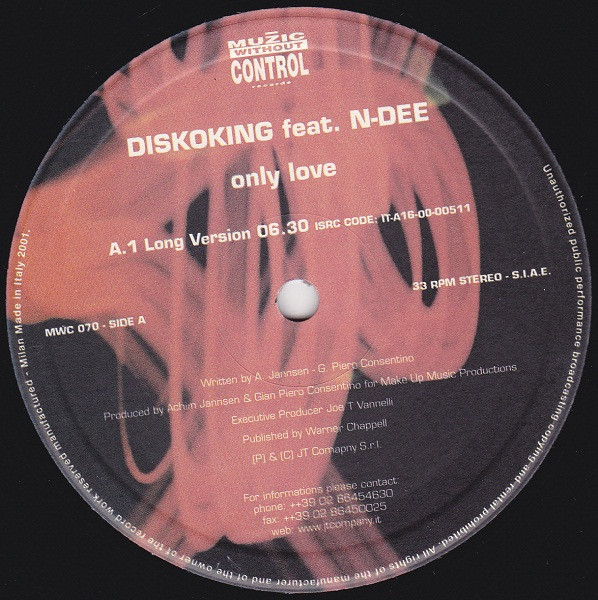 MUŽIC
WITHOUT
CONTROL
records
DISKOKING feat. N-DEE
only love
A.1 Long Version 06.30 ISRC CODE: IT-A16-00-00511
33 RPM STEREO - S.I.A.E.
MWC 070 - SIDE A
Written by A. Jannsen - G. Piero Consentino
Produced by Achim Jannsen & Gian Piero Consentino for Make Up Music Productions
Executive Producer Joe T Vannelli
Published by Warner Chappell
(P) & (C) JT Comapny S.r.l.
For informations please contact:
phone: ++39 02 86454630
fax: ++39 02 86450025
web: www.jtcompany.it
Unauthorized public performance broadcasting copying and rental prohibited. All rights of the manufacturer and of the owner of the record work reserved manufactured - Milan Made in Italy 2001.